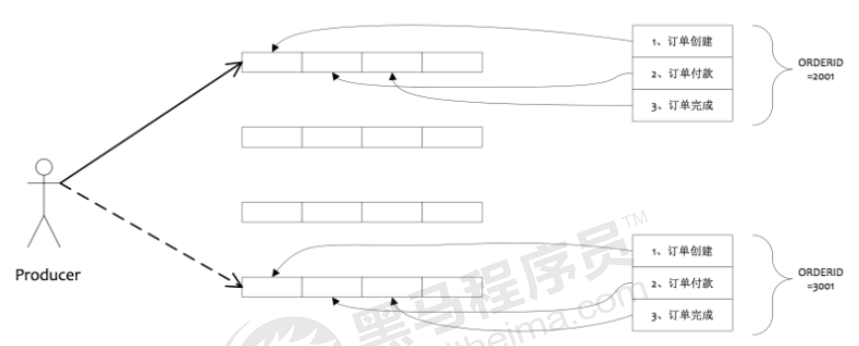 1、订单创建
2、订单付款
3、订单完成
ORDERID
=2001
Producer
1、订单创建
2、订单付款
3、订单完成
ORDERID
=3001
黑马程序员™
heima.com